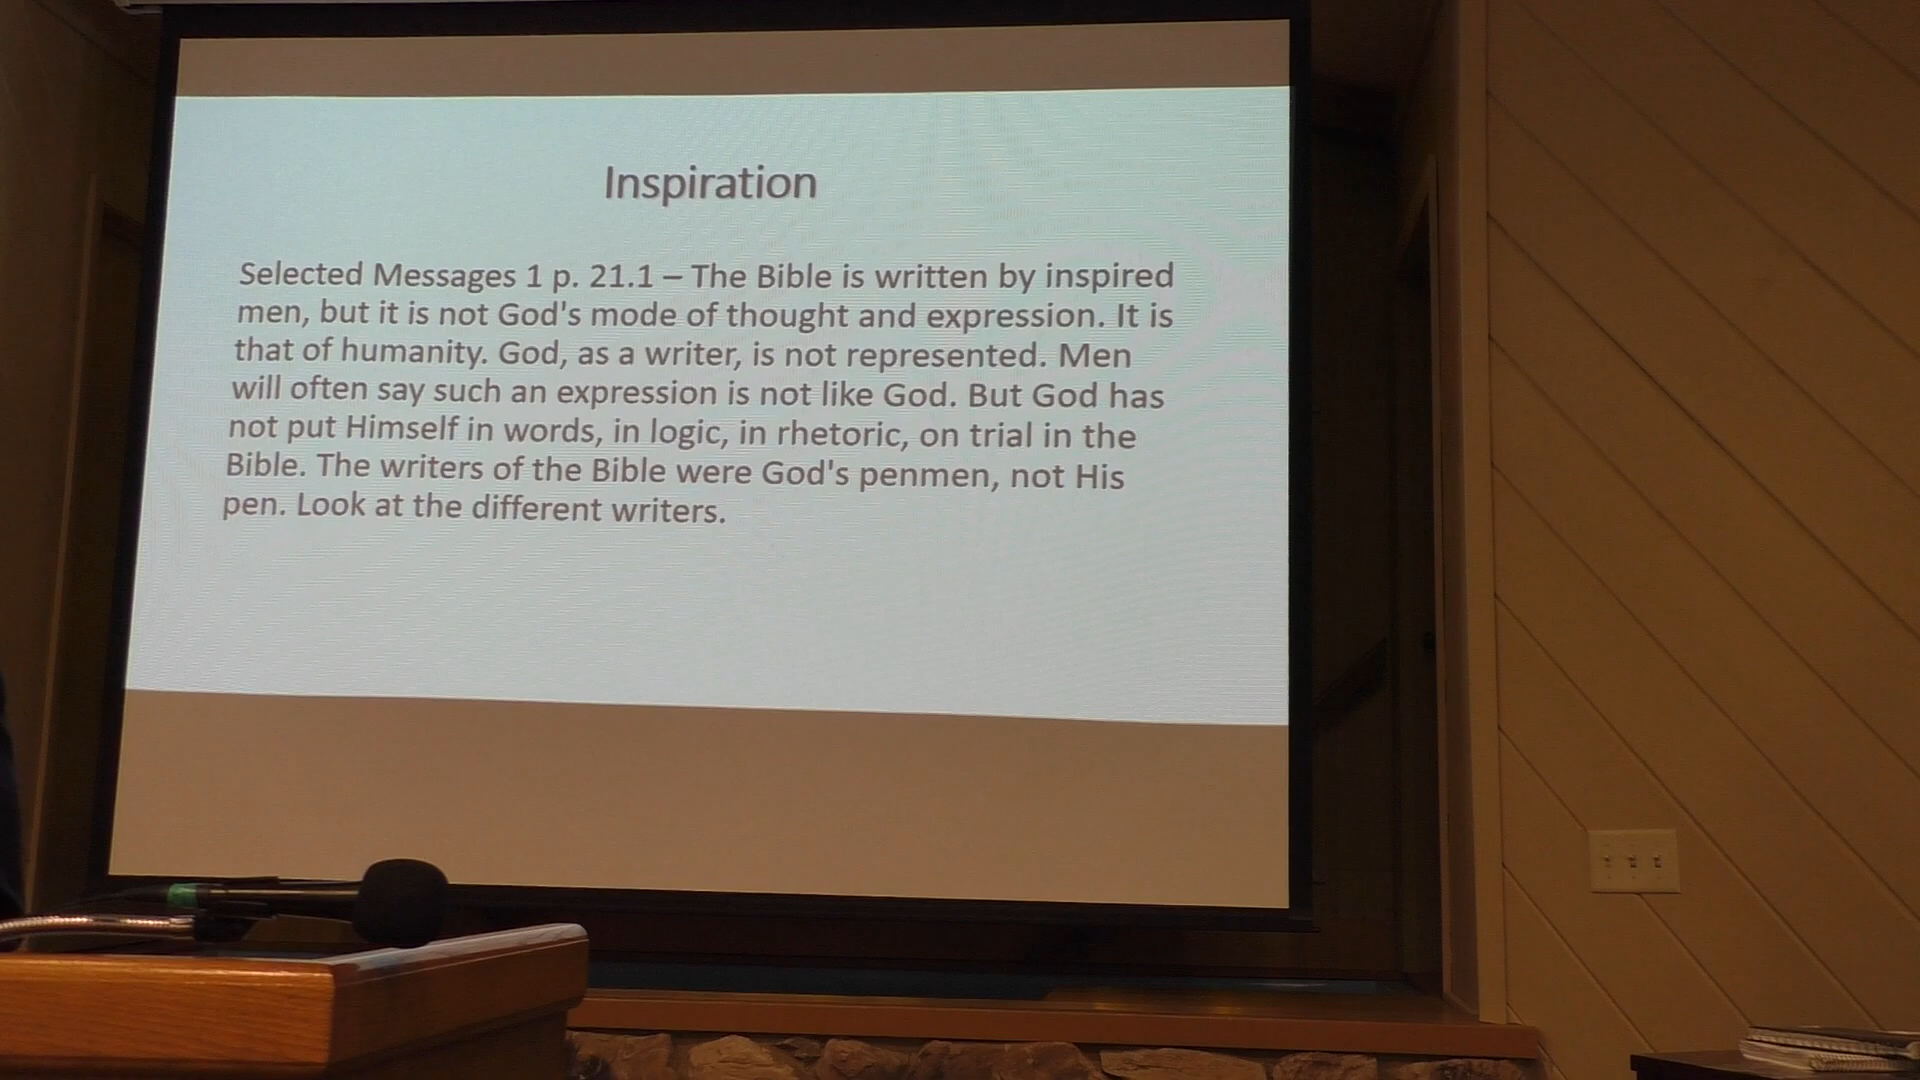 Inspiration
Selected Messages 1 p. 21.1 – The Bible is written by inspired
men, but it is not God's mode of thought and expression. It is
that of humanity. God, as a writer, is not represented. Men
will often say such an expression is not like God. But God has
not put Himself in words, in logic, in rhetoric, on trial in the
Bible. The writers of the Bible were God's penmen, not His
pen. Look at the different writers.